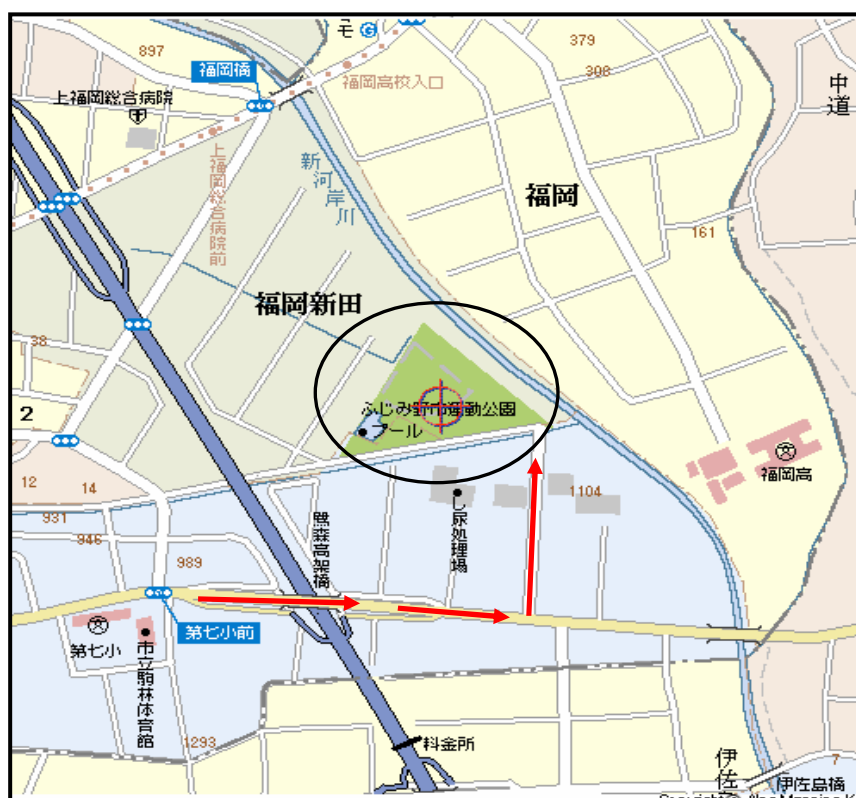 モ
897
379
308
福岡橋
福岡高校入口
中道
上福岡総合病院
新河岸川
福岡
161
上福岡総合病院前
福岡新田
38
2
ふじみ野市運動公園
プール
福岡高
12
14
1104
931
946
し尿処理場
鷺森高架橋
989
第七小前
第七小
市立駒林体育館
1293
料金所
7
伊佐島橋